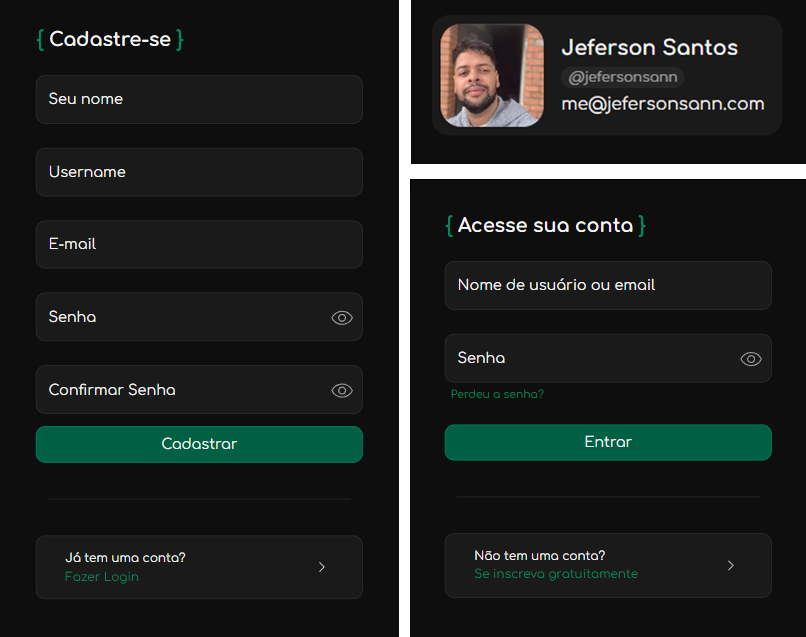 { Cadastre-se }
Seu nome
Username
E-mail
Senha
Confirmar Senha
Cadastrar
Já tem uma conta?
Fazer Login
Jeferson Santos
@jefersonsann
me@jefersonsann.com
{ Acesse sua conta }
Nome de usuário ou email
Senha
Perdeu a senha?
Entrar
Não tem uma conta?
Se inscreva gratuitamente